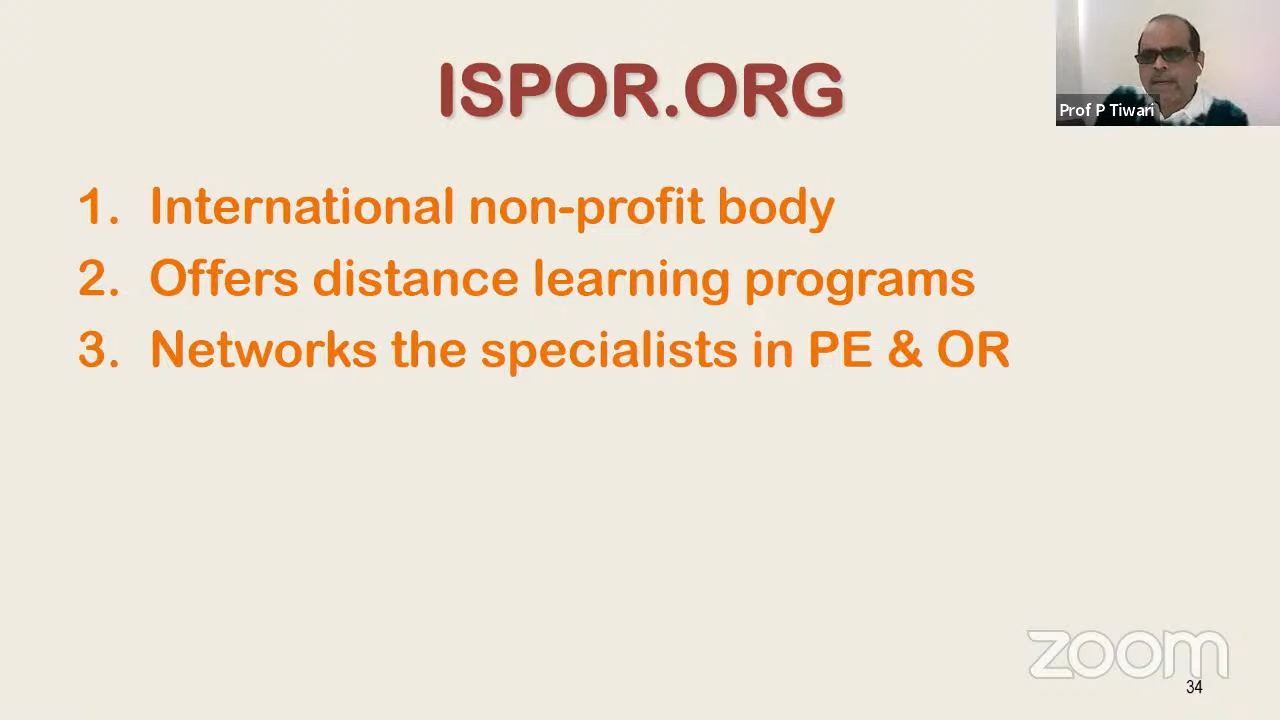 ISPOR.ORG
Prof P Tiwari
1. International non-profit body
2. Offers distance learning programs
3. Networks the specialists in PE & OR
zoom
34